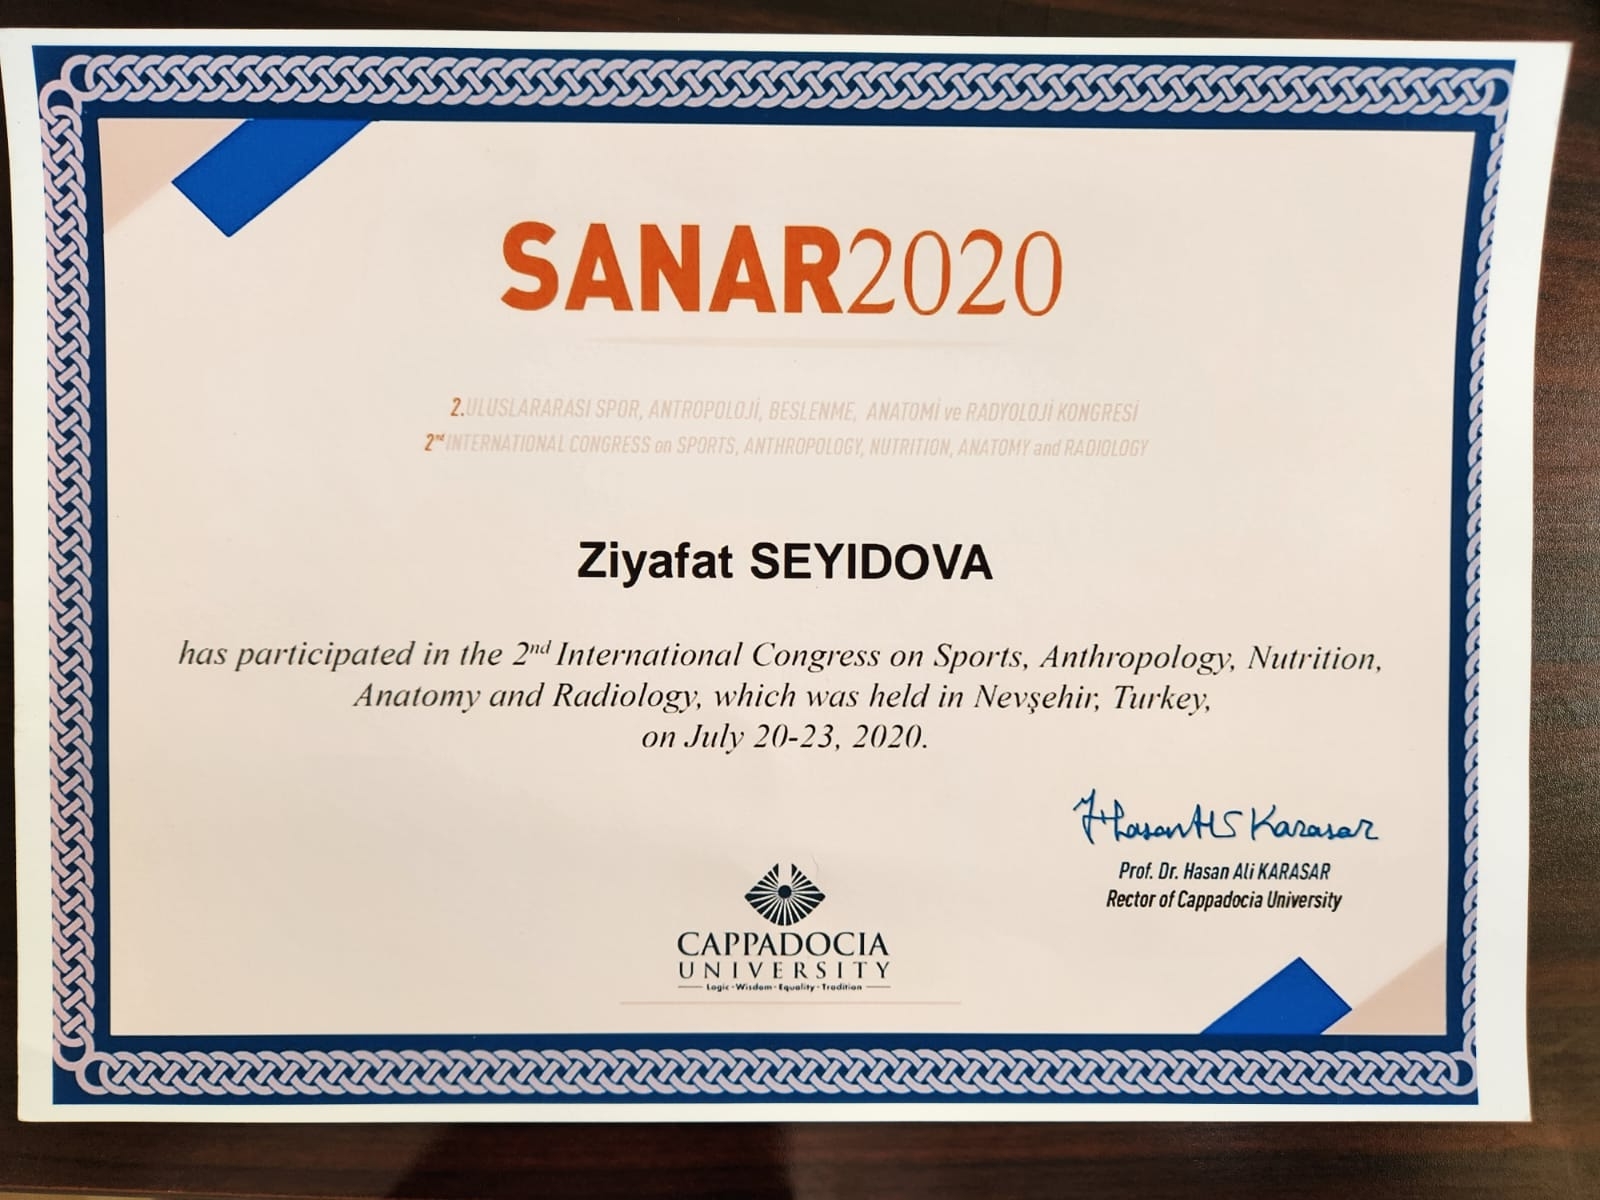 SANAR2020
2.ULUSLARARASI SPOR, ANTROPOLOJİ, BESLENME, ANATOMİ ve RADYOLOJİ KONGRESİ
2nd INTERNATIONAL CONGRESS on SPORTS, ANTHROPOLOGY, NUTRITION, ANATOMY and RADIOLOGY
Ziyafat SEYIDOVA
has participated in the 2nd International Congress on Sports, Anthropology, Nutrition,
Anatomy and Radiology, which was held in Nevşehir, Turkey,
on July 20-23, 2020.
Hasan Ali Karasar
Prof. Dr. Hasan Ali KARASAR
Rector of Cappadocia University
CAPPADOCIA
UNIVERSITY
Logic - Wisdom - Equality - Tradition